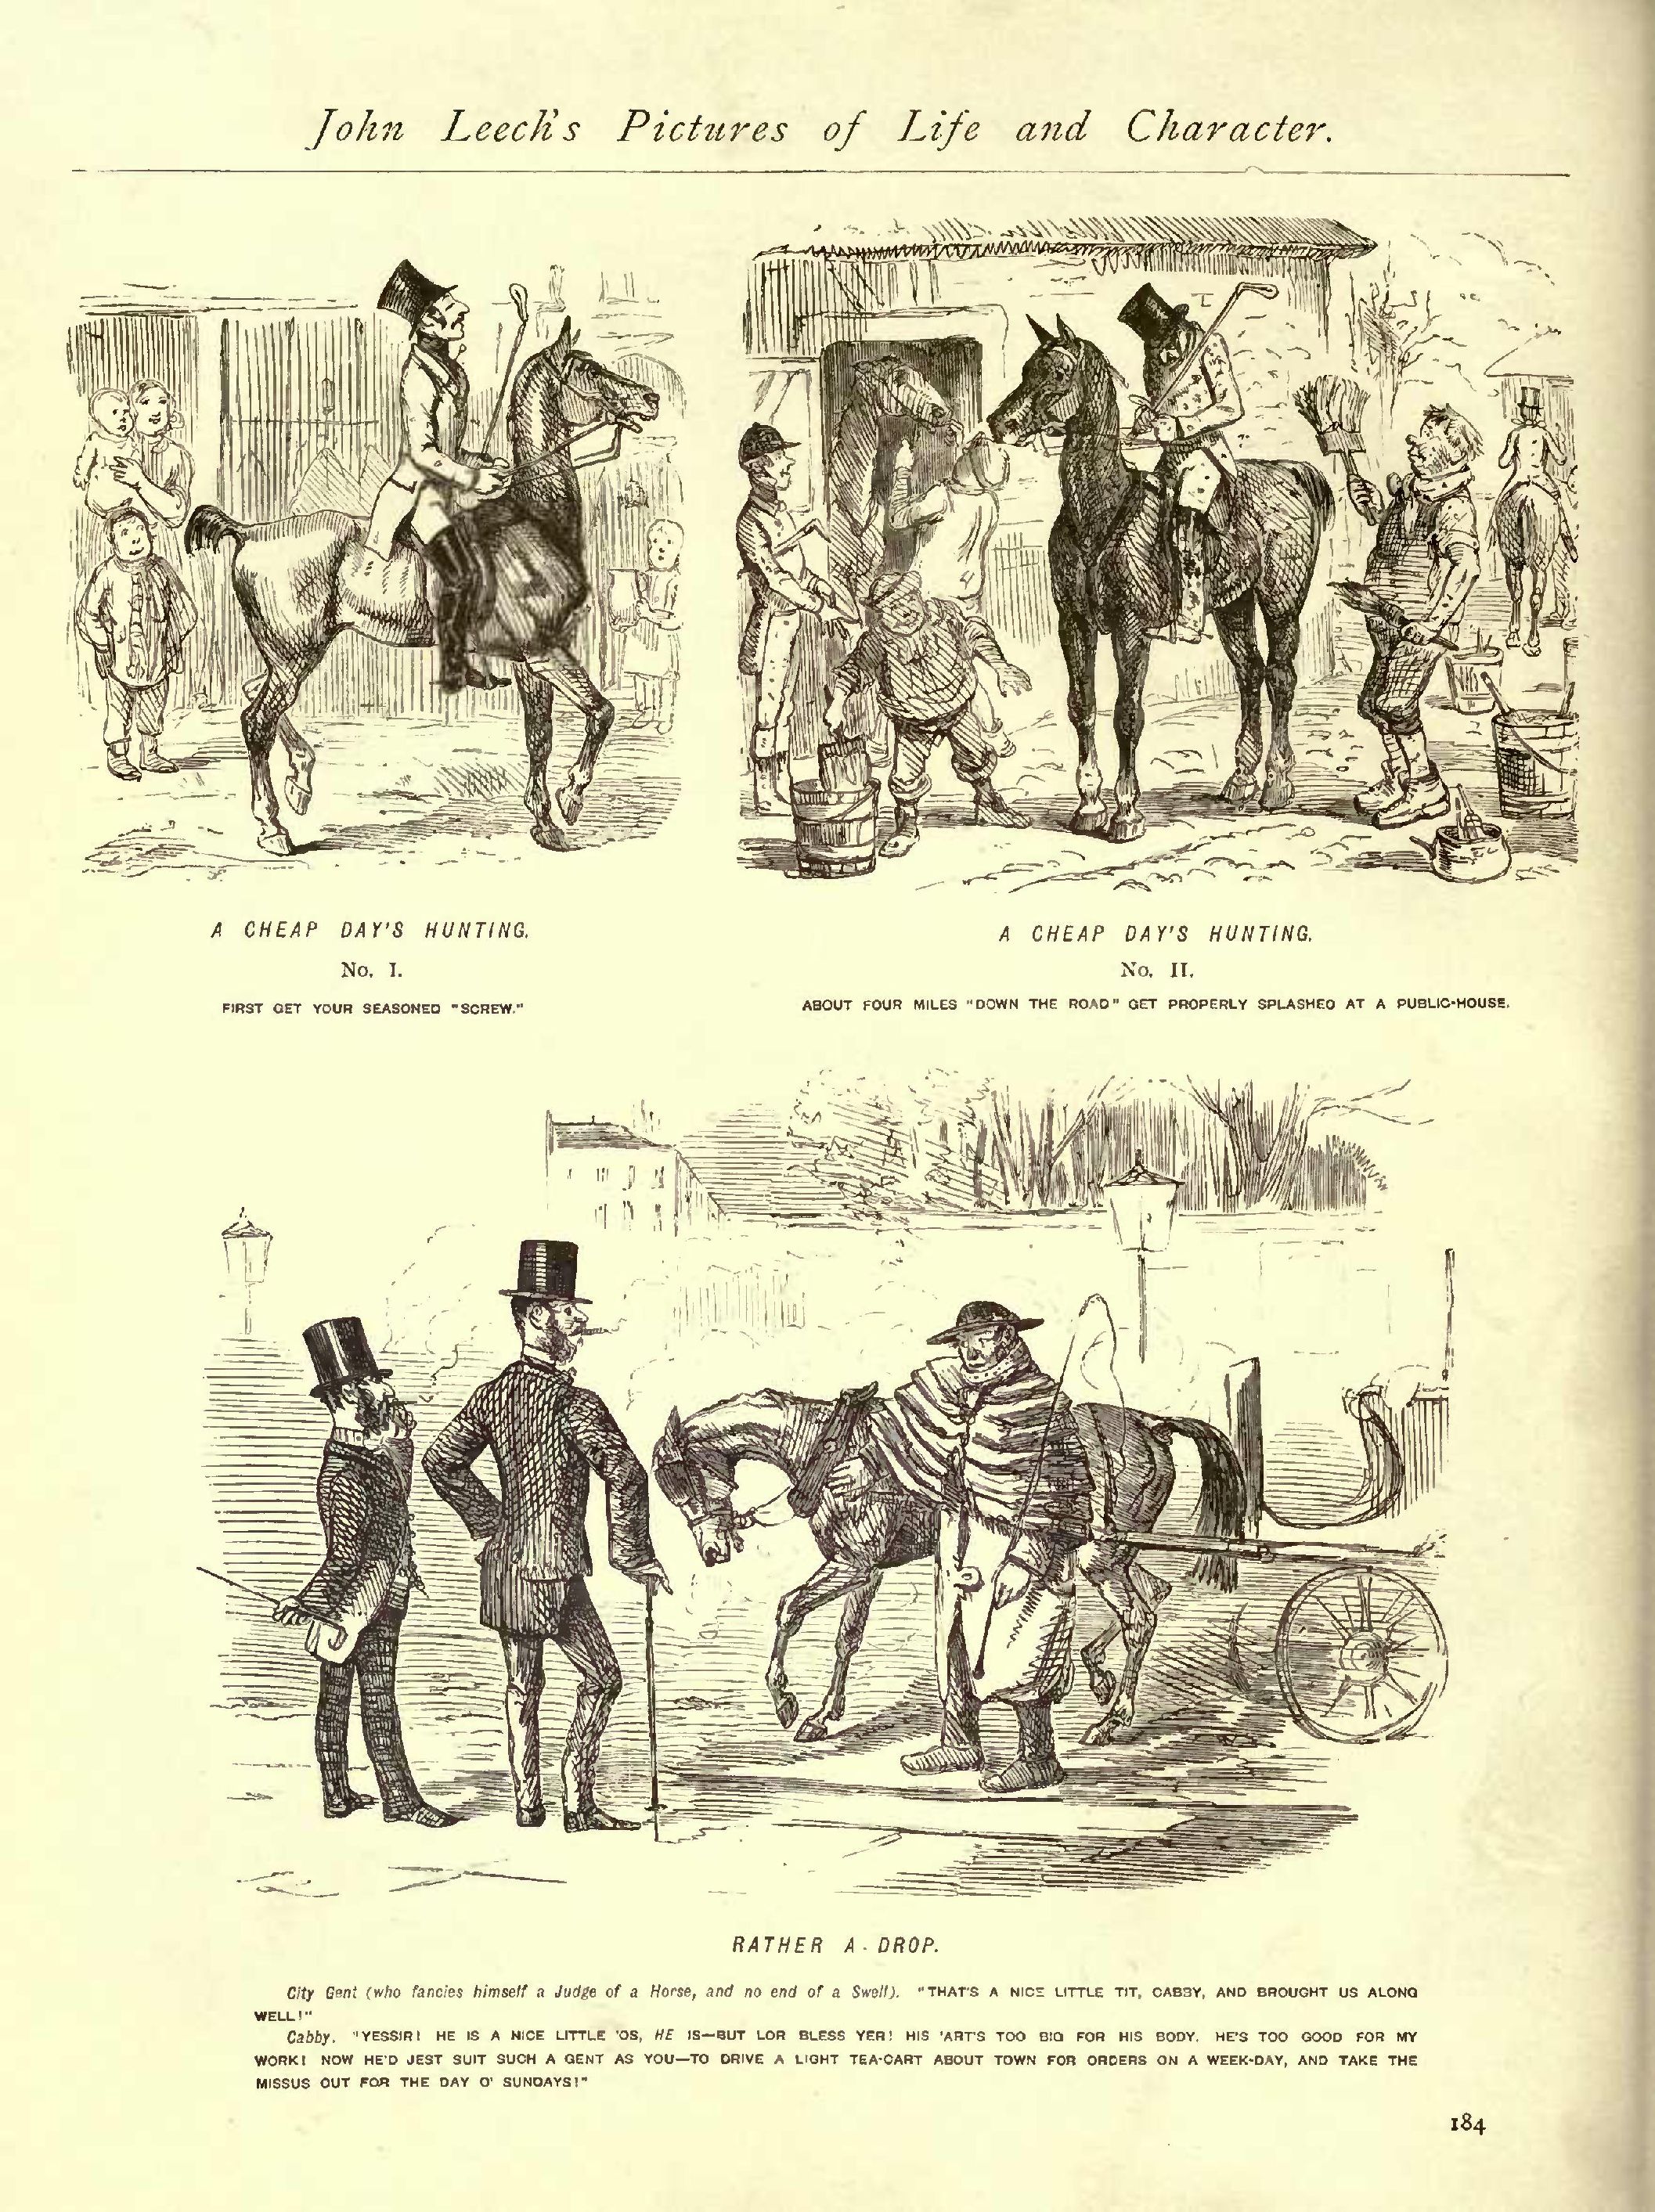 John Leech's Pictures of Life and Character.
A CHEAP DAY'S HUNTING.
No. I.
FIRST GET YOUR SEASONED "SCREW."
A CHEAP DAY'S HUNTING.
No. II.
ABOUT FOUR MILES "DOWN THE ROAD" GET PROPERLY SPLASHED AT A PUBLIC-HOUSE.
RATHER A-DROP.
City Gent (who fancies himself a Judge of a Horse, and no end of a Swell). "THAT'S A NICE LITTLE TIT, CABBY, AND BROUGHT US ALONG
WELL!"
Cabby. "YESSIR! HE IS A NICE LITTLE 'OS, HE IS—BUT LOR BLESS YER! HIS 'ART'S TOO BIG FOR HIS BODY. HE'S TOO GOOD FOR MY
WORK! NOW HE'D JEST SUIT SUCH A GENT AS YOU—TO DRIVE A LIGHT TEA-CART ABOUT TOWN FOR ORDERS ON A WEEK-DAY, AND TAKE THE
MISSUS OUT FOR THE DAY O' SUNDAYS!"
184